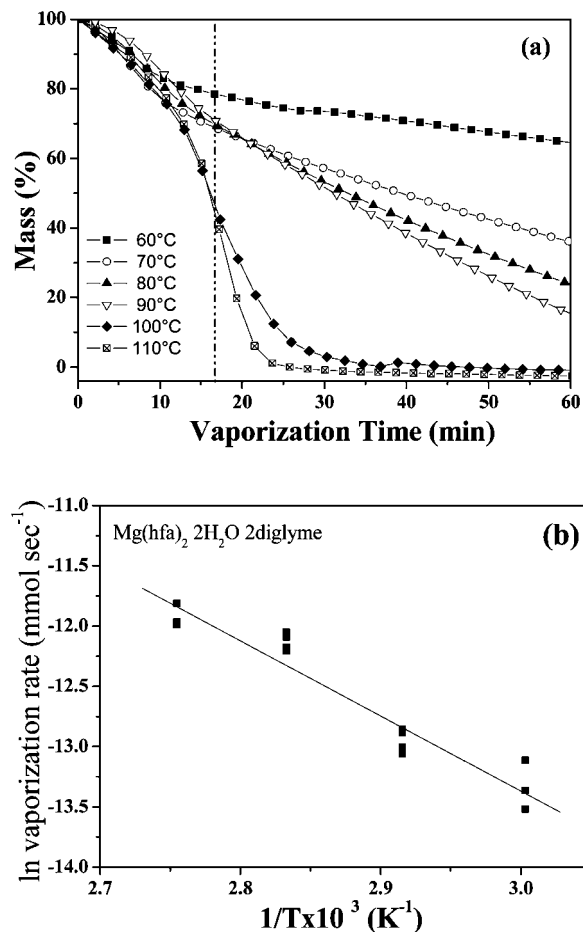 (a)
100
80
60
40
20
0
Mass (%)
60°C
70°C
80°C
90°C
100°C
110°C
0 10 20 30 40 50 60
Vaporization Time (min)
(b)
Mg(hfa)₂ 2H₂O 2diglyme
-11.0
-11.5
-12.0
-12.5
-13.0
-13.5
-14.0
ln vaporization rate (mmol sec⁻¹)
2.7 2.8 2.9 3.0
1/Tx10³ (K⁻¹)